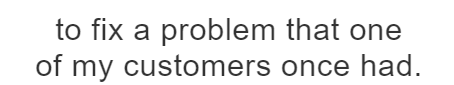 to fix a problem that one
of my customers once had.